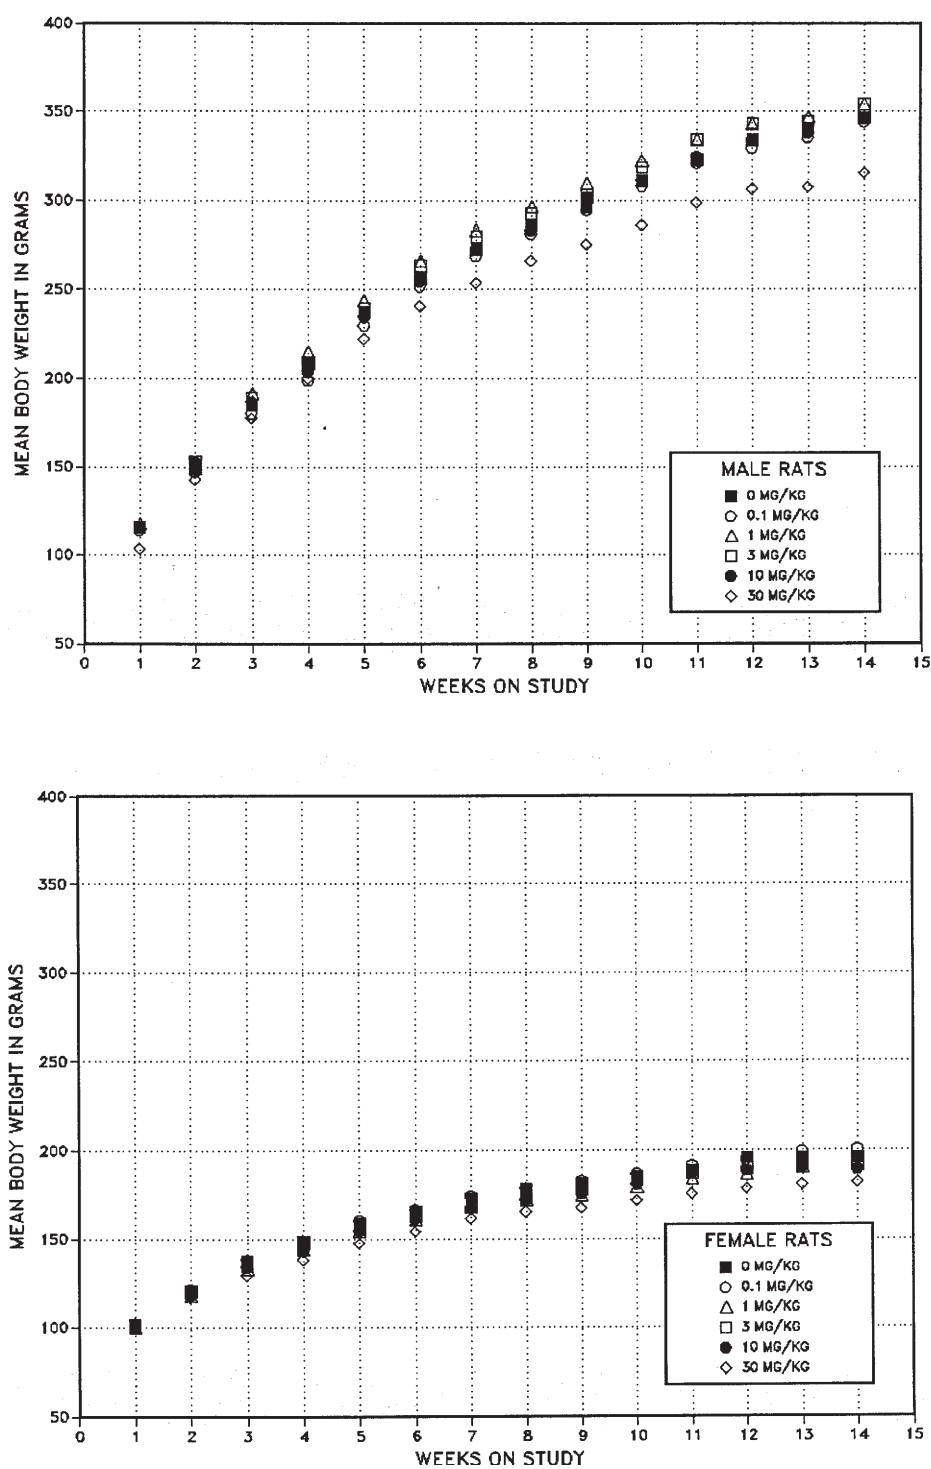 400
350
300
250
200
150
100
50
MEAN BODY WEIGHT IN GRAMS
MALE RATS
0 MG/KG
0.1 MG/KG
1 MG/KG
3 MG/KG
10 MG/KG
30 MG/KG
0 1 2 3 4 5 6 7 8 9 10 11 12 13 14 15
WEEKS ON STUDY
400
350
300
250
200
150
100
50
MEAN BODY WEIGHT IN GRAMS
FEMALE RATS
0 MG/KG
0.1 MG/KG
1 MG/KG
3 MG/KG
10 MG/KG
30 MG/KG
0 1 2 3 4 5 6 7 8 9 10 11 12 13 14 15
WEEKS ON STUDY